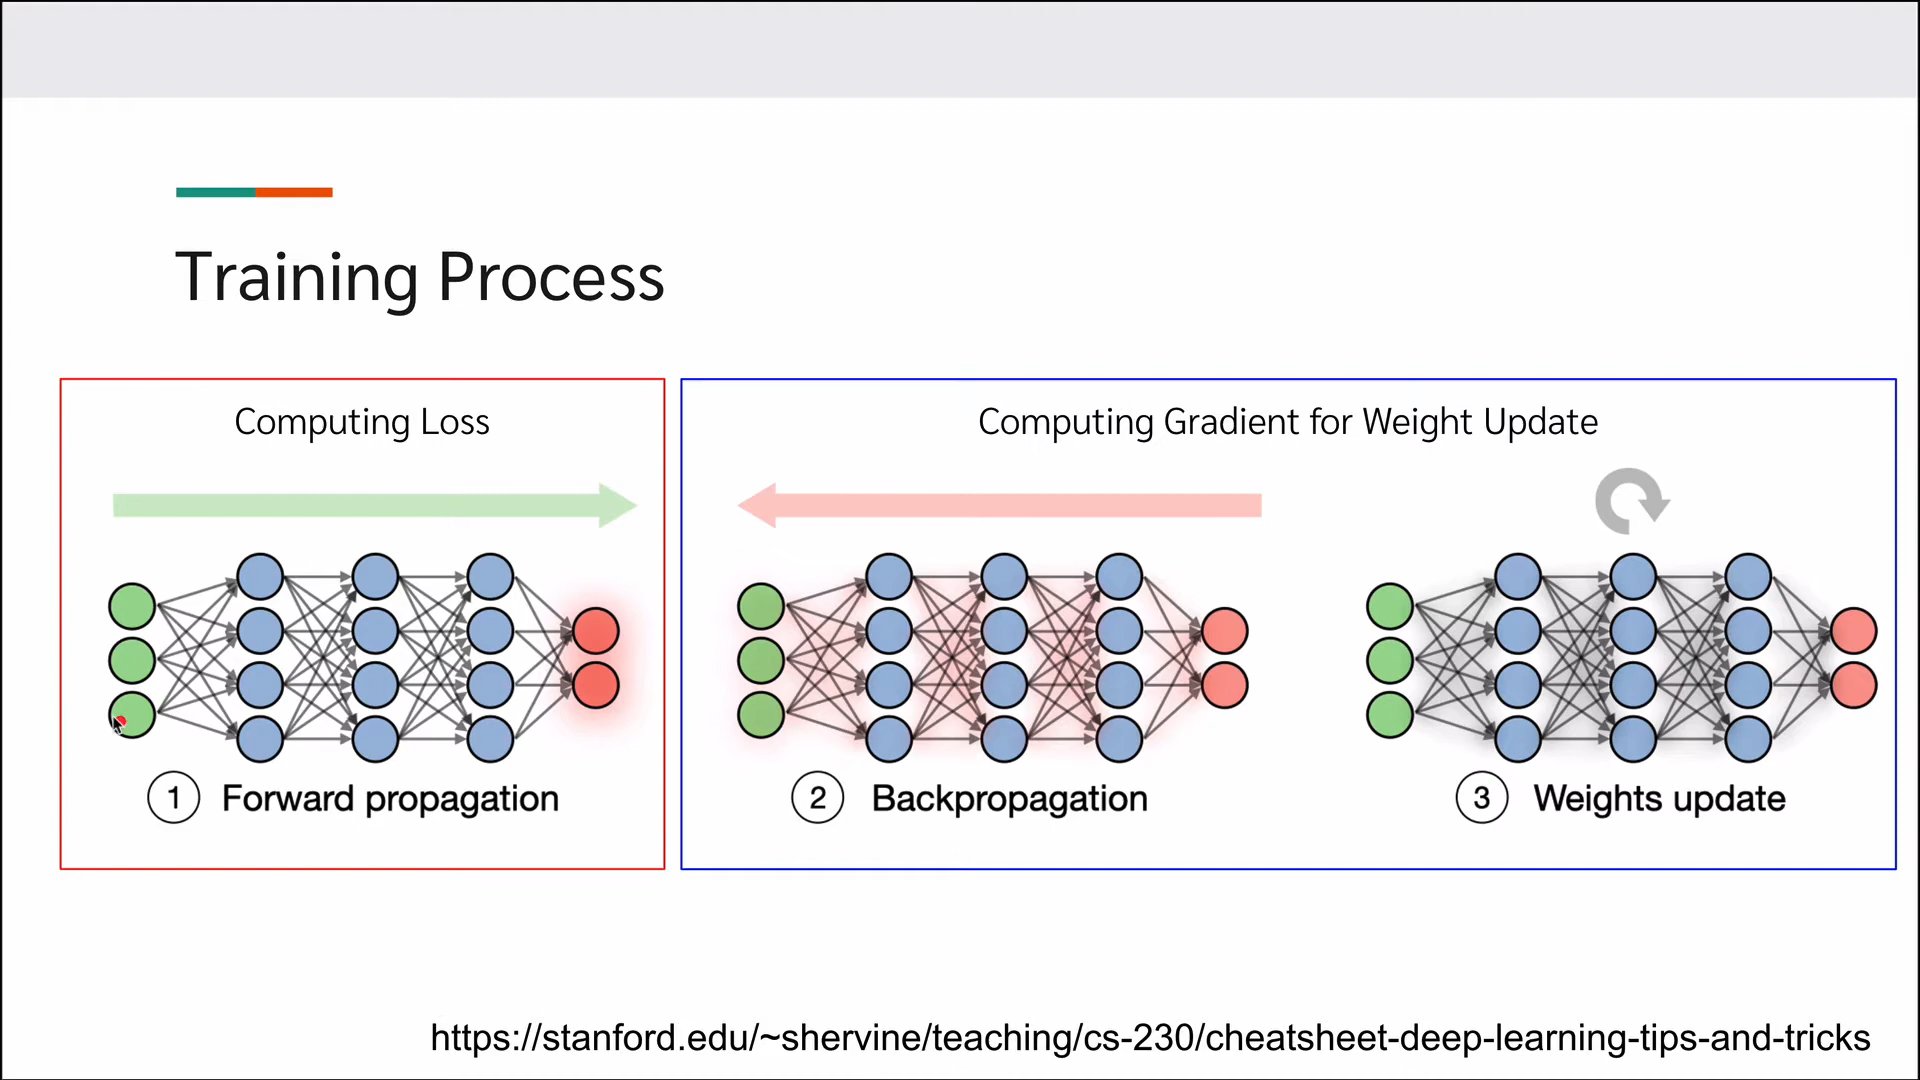 Training Process
Computing Loss
Computing Gradient for Weight Update
1 Forward propagation
2 Backpropagation
3 Weights update
https://stanford.edu/~shervine/teaching/cs-230/cheatsheet-deep-learning-tips-and-tricks